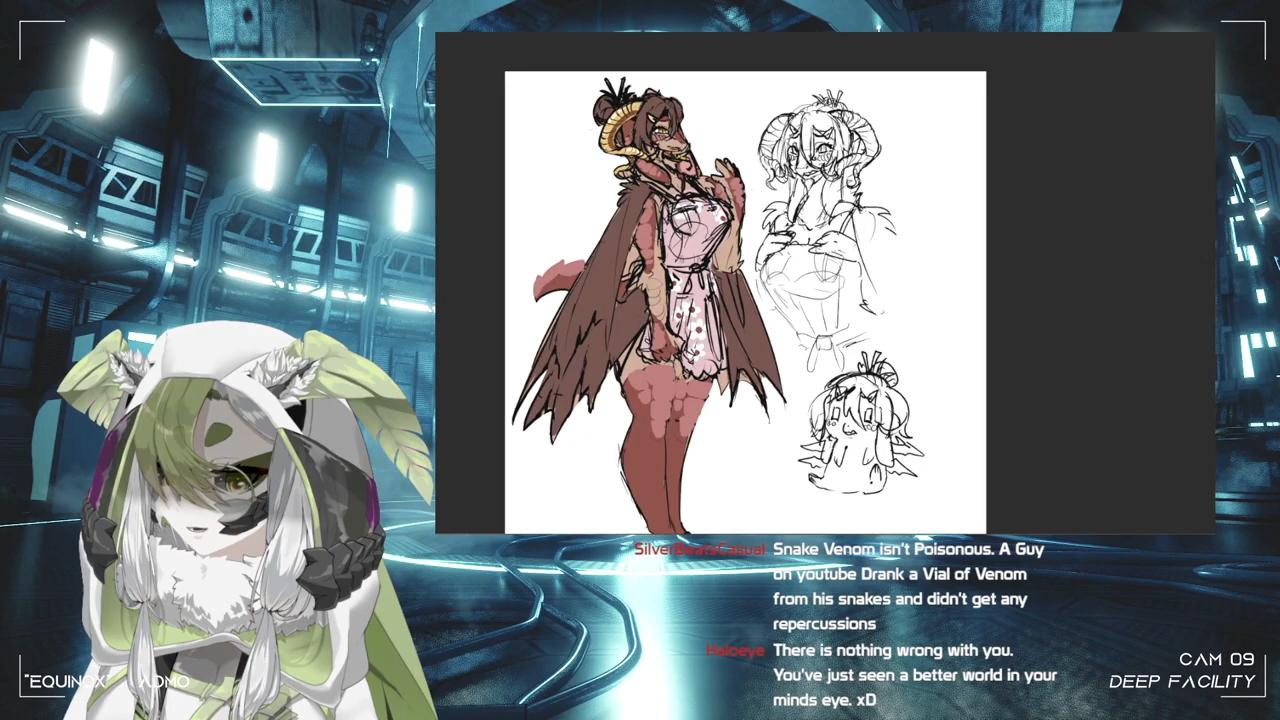 SilverBeatsCasual Snake Venom isn't Poisonous. A Guy
on youtube Drank a Vial of Venom
from his snakes and didn't get any
repercussions
Haloeye There is nothing wrong with you.
You've just seen a better world in your
minds eye. xD
"EQUINOX" ADMO
CAM 09
DEEP FACILITY